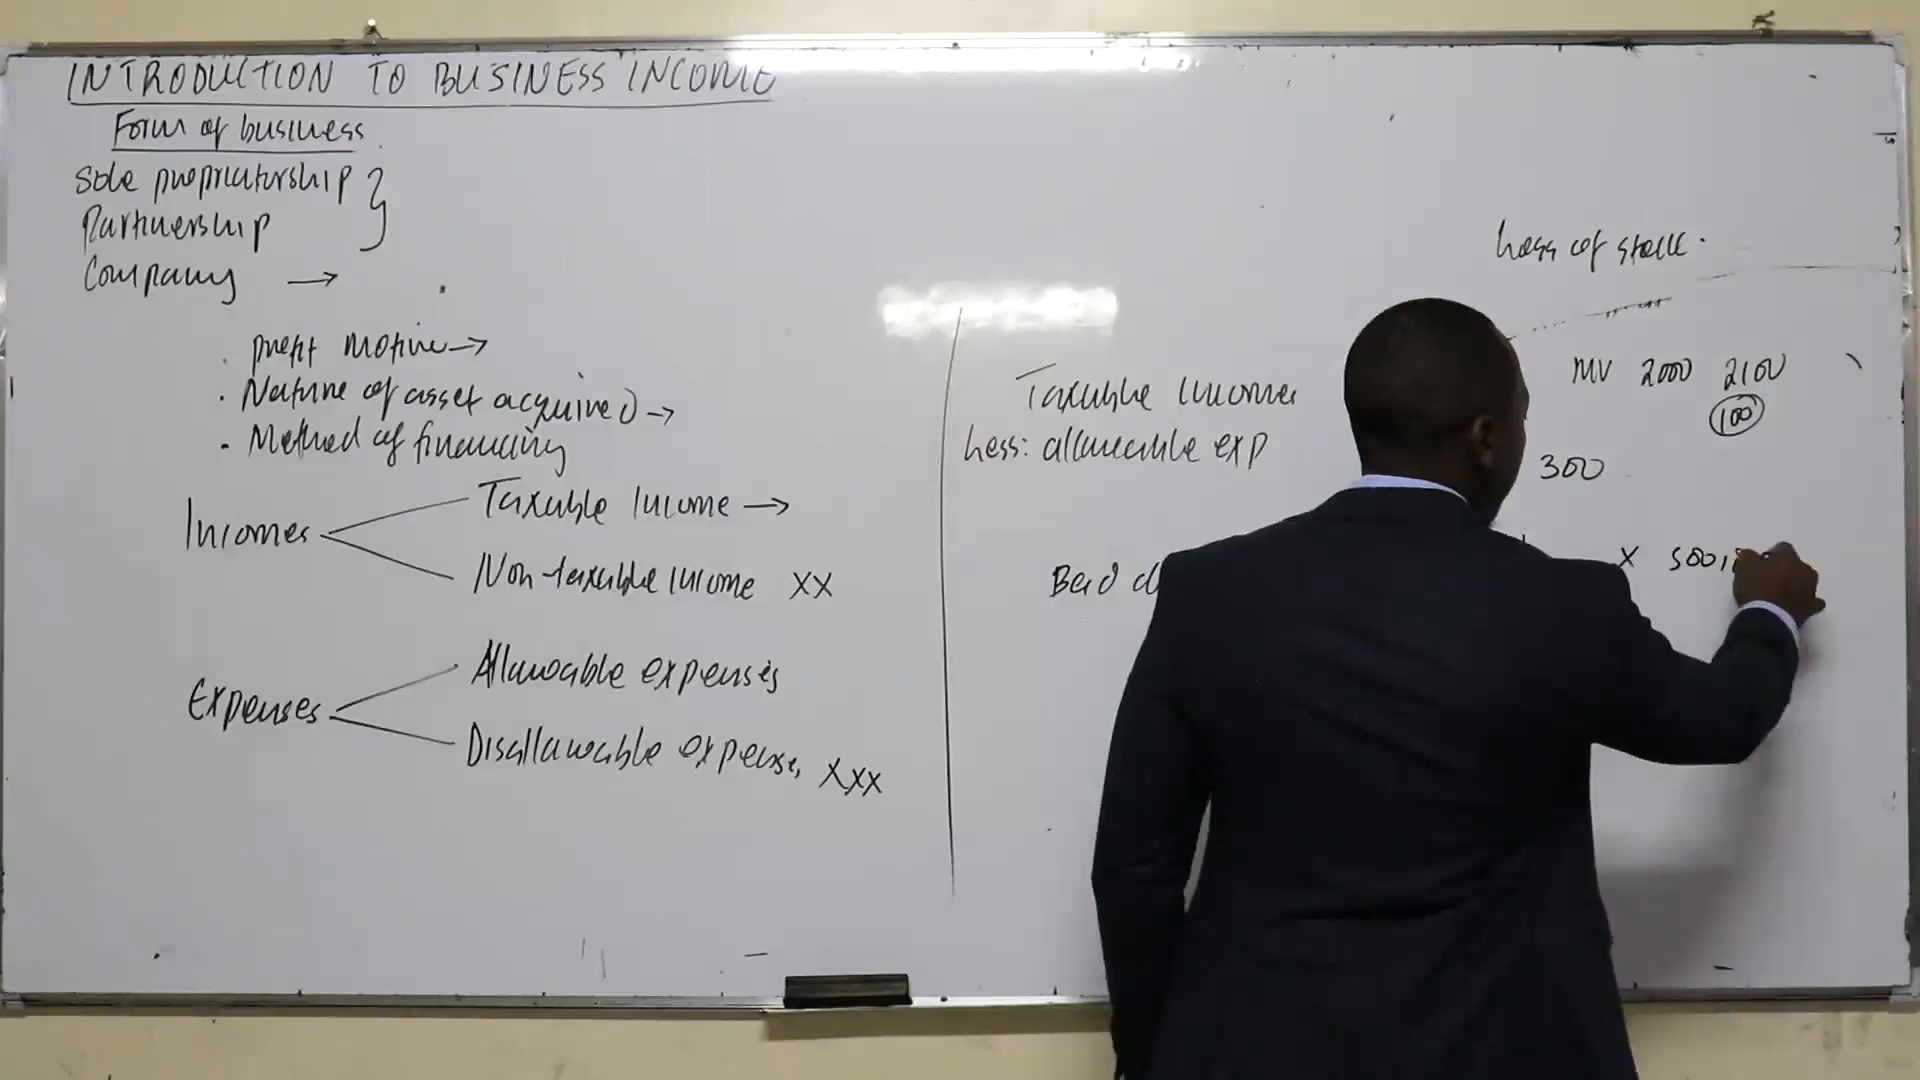 INTRODUCTION TO BUSINESS INCOME
Form of business
Sole proprietorship
Partnership
Company →
. profit motive →
. Nature of asset acquired →
- Method of financing
Incomes
Taxable Income →
Non-taxable income XX
Expenses
Allowable expenses
Disallowable expenses XXX
Loss of stock.
MV 2000 2100
100
Taxable Income
Less: allowable exp
300
Bad d
X 500,